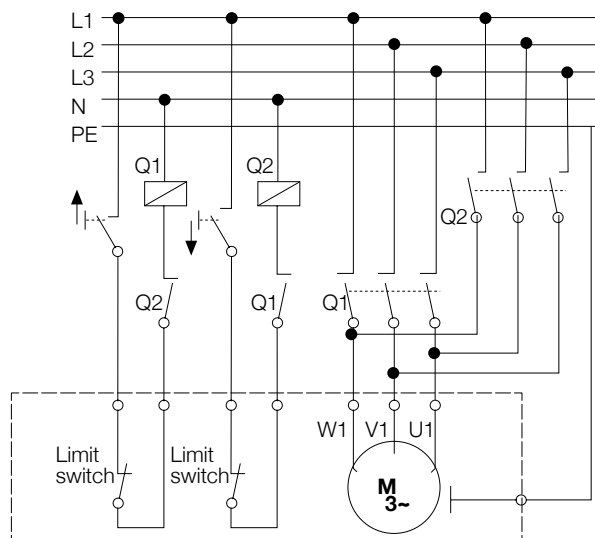 L1
L2
L3
N
PE
Q1
Q2
Q2
Q2
Q1
Q1
W1
V1
U1
Limit
switch
Limit
switch
M
3~